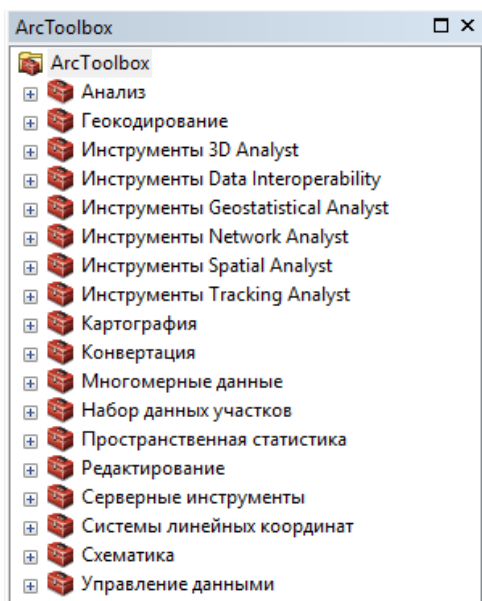 ArcToolbox
ArcToolbox
Анализ
Геокодирование
Инструменты 3D Analyst
Инструменты Data Interoperability
Инструменты Geostatistical Analyst
Инструменты Network Analyst
Инструменты Spatial Analyst
Инструменты Tracking Analyst
Картография
Конвертация
Многомерные данные
Набор данных участков
Пространственная статистика
Редактирование
Серверные инструменты
Системы линейных координат
Схематика
Управление данными